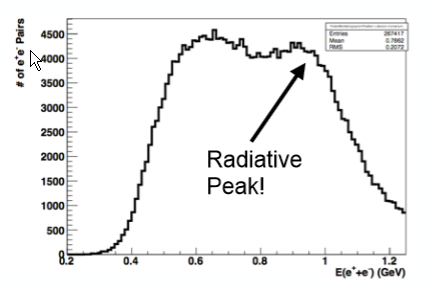 # of e⁺e⁻ Pairs
4500
4000
3500
3000
2500
2000
1500
1000
500
0
Entries 267417
Mean 0.7662
RMS 0.2072
Radiative
Peak!
0.2 0.4 0.6 0.8 1 1.2
E(e⁺+e⁻) (GeV)